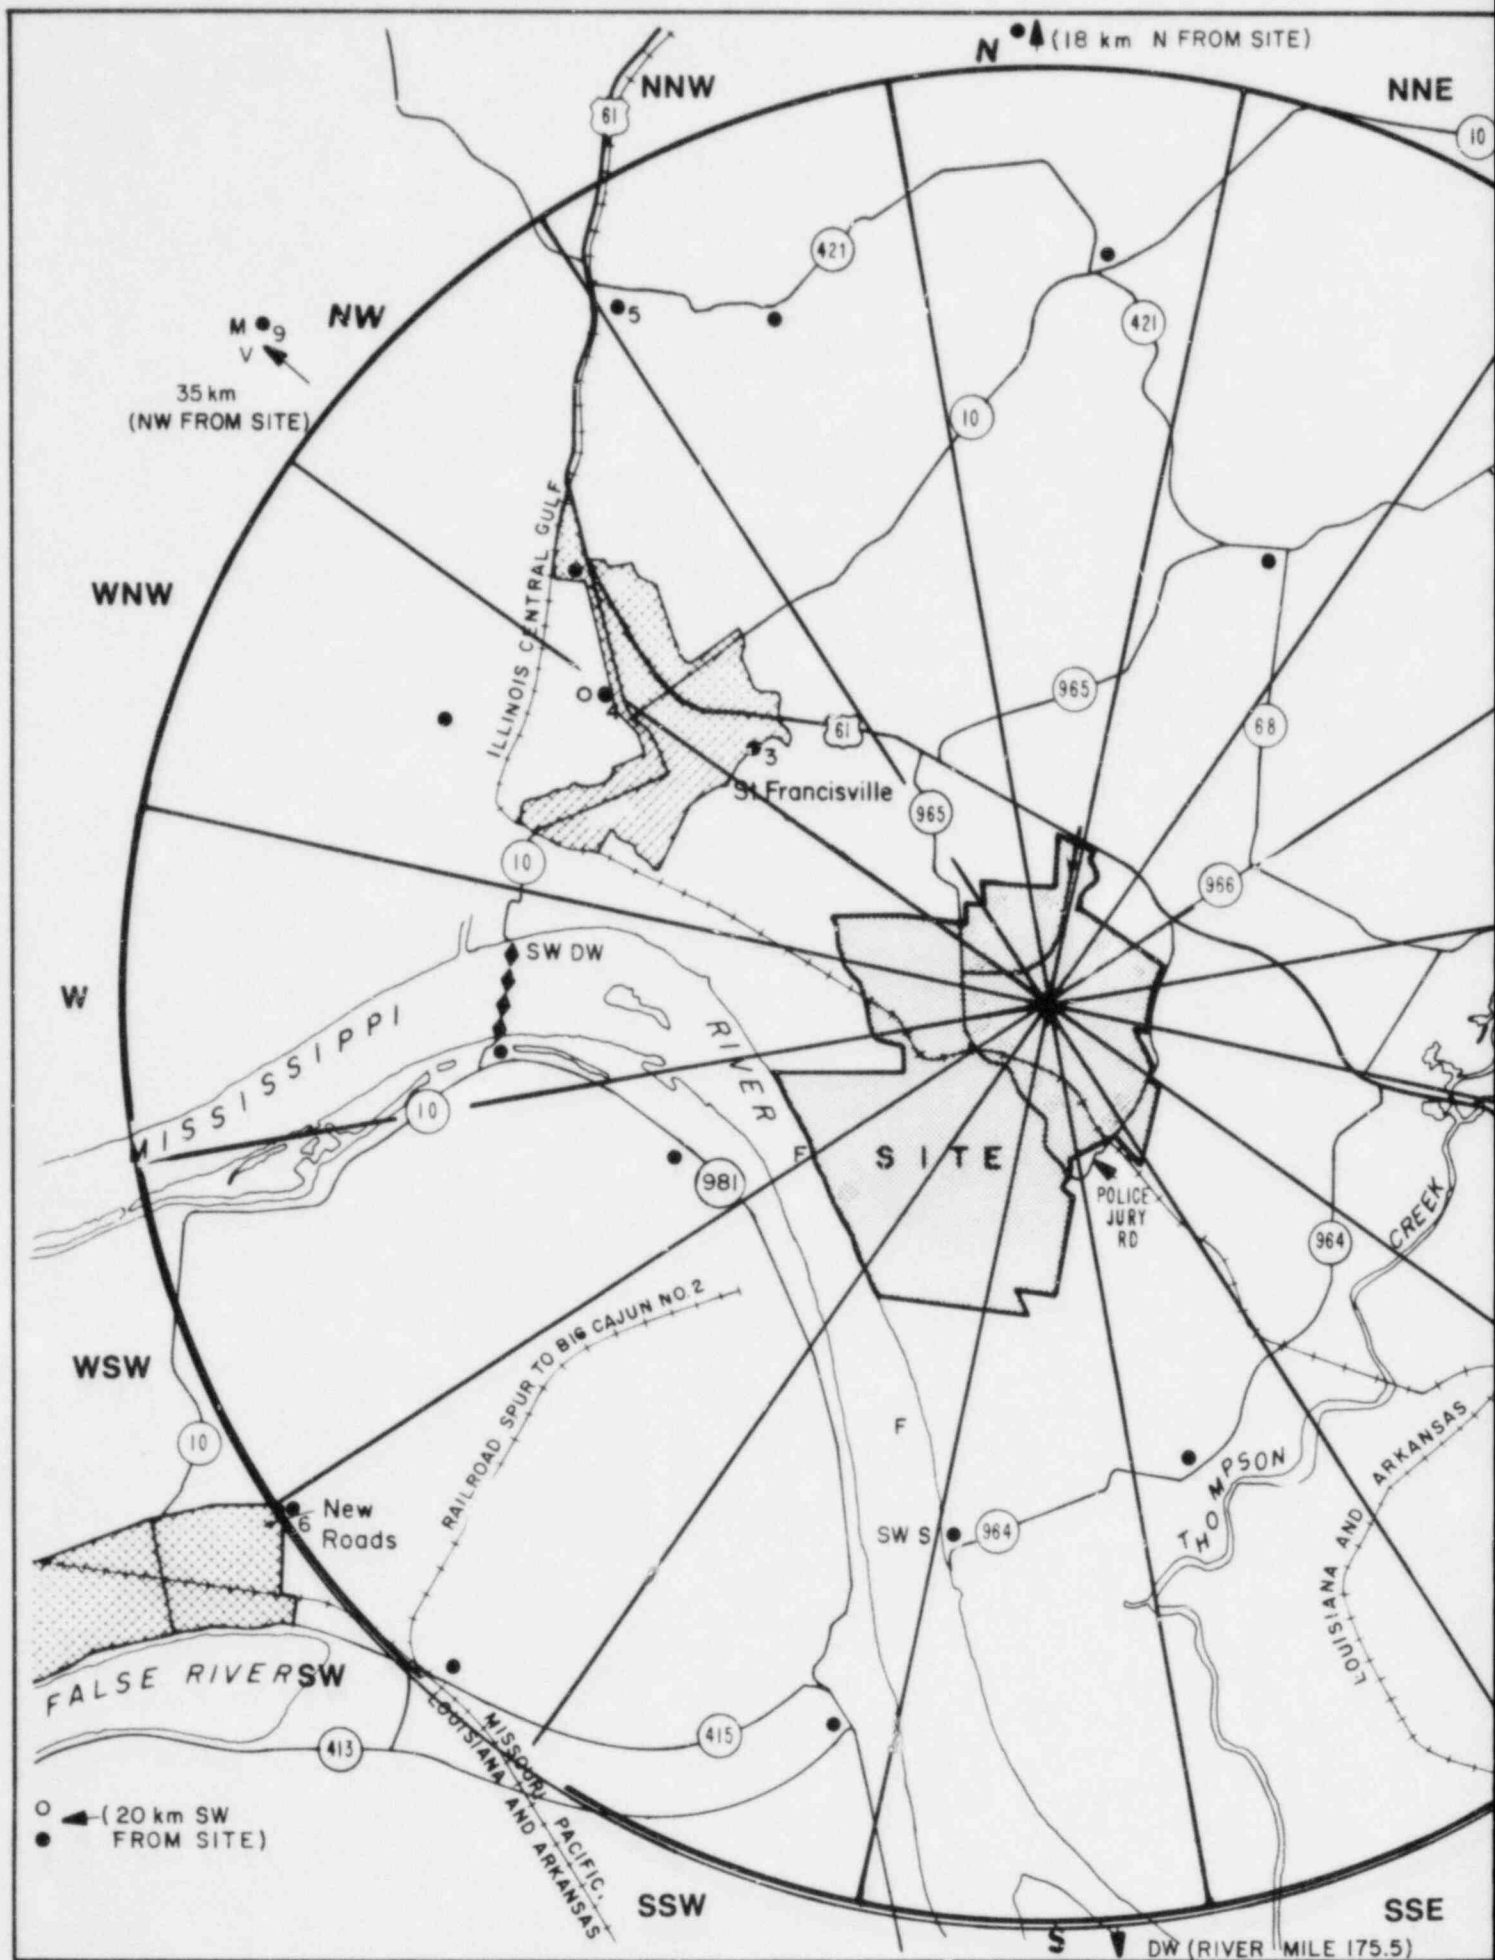 N
(18 km N FROM SITE)
NNW
NNE
61
10
421
5
NW
M 9
V
35 km
(NW FROM SITE)
421
10
ILLINOIS CENTRAL GULF
WNW
4
965
68
61
3
St. Francisville
965
10
966
SW DW
W
MISSISSIPPI
RIVER
10
F
SITE
981
POLICE
JURY
RD
964
CREEK
RAILROAD SPUR TO BIG CAJUN NO. 2
WSW
10
F
THOMPSON
LOUISIANA AND ARKANSAS
6
New
Roads
SW S
964
FALSE RIVER
SW
413
415
MISSOURI PACIFIC,
LOUISIANA AND ARKANSAS
(20 km SW
FROM SITE)
SSW
SSE
S
DW (RIVER MILE 175.5)